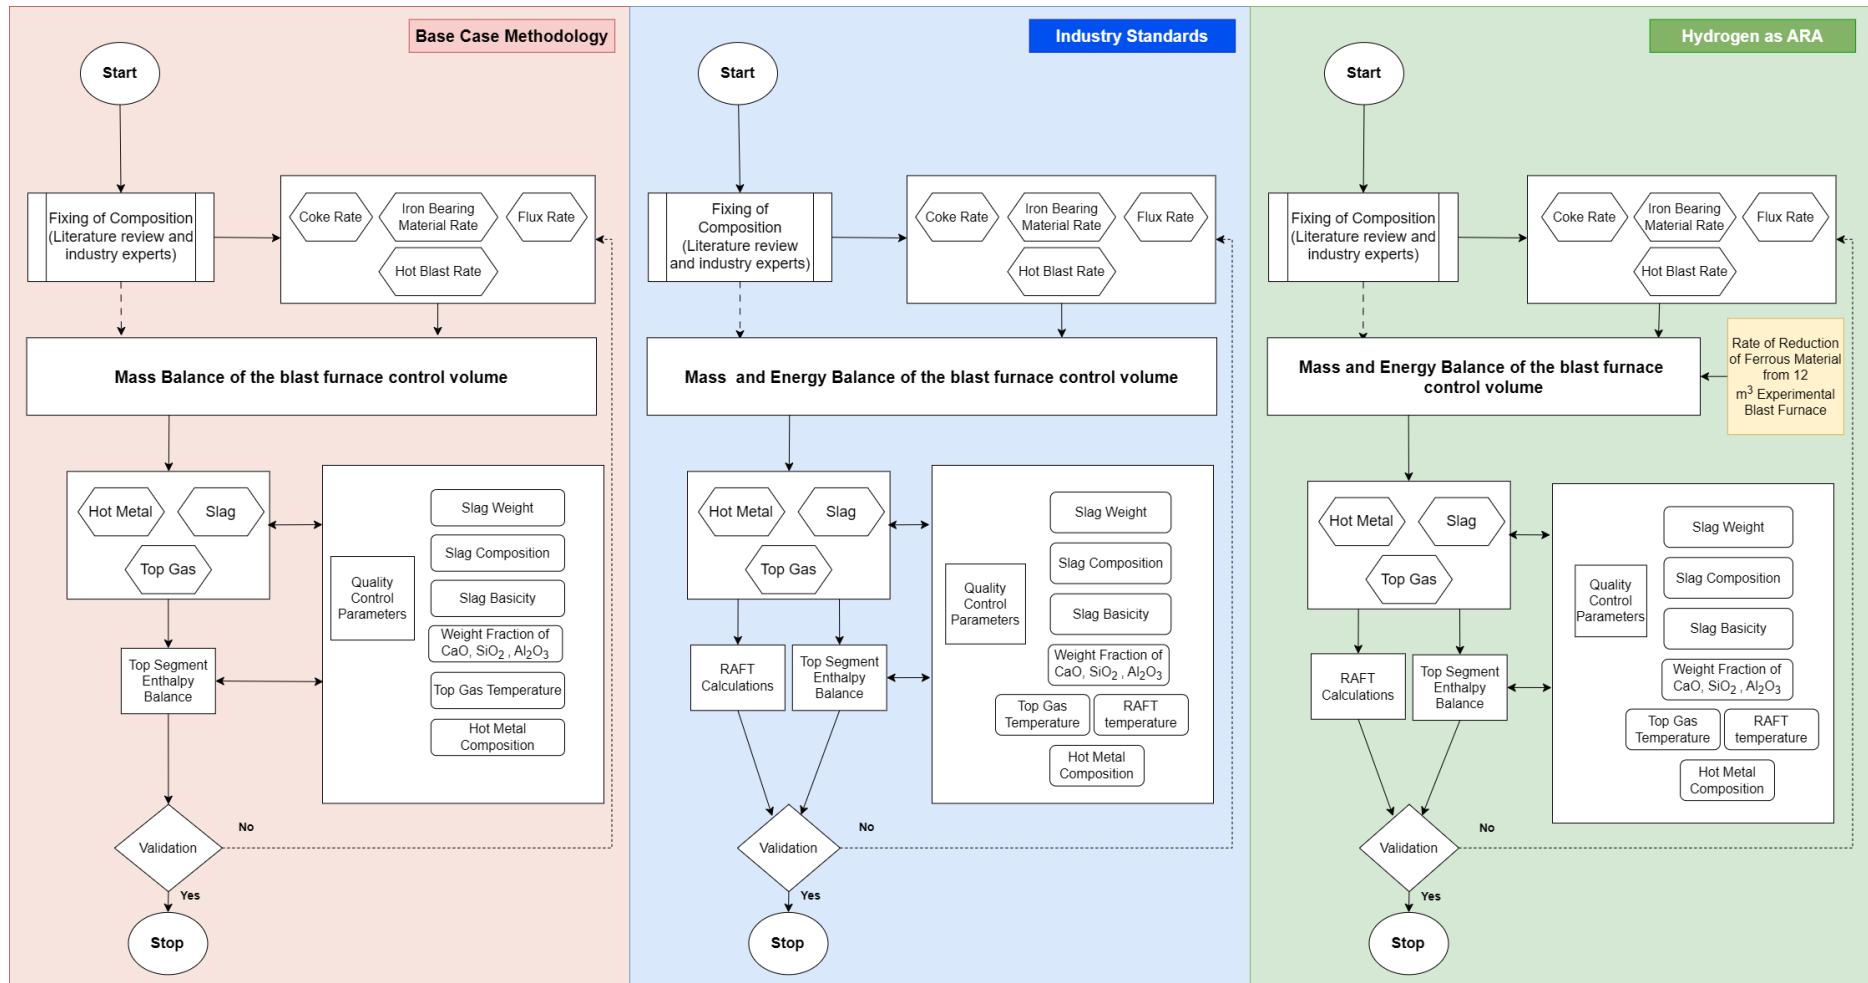 Base Case Methodology
Start
Fixing of Composition
(Literature review and
industry experts)
Coke Rate
Iron Bearing
Material Rate
Flux Rate
Hot Blast Rate
Mass Balance of the blast furnace control volume
Hot Metal
Slag
Top Gas
Quality
Control
Parameters
Slag Weight
Slag Composition
Slag Basicity
Weight Fraction of
CaO, SiO2 , Al2O3
Top Gas Temperature
Hot Metal
Composition
Top Segment
Enthalpy
Balance
Validation
No
Yes
Stop
Industry Standards
Start
Fixing of
Composition
(Literature review
and industry experts)
Coke Rate
Iron Bearing
Material Rate
Flux Rate
Hot Blast Rate
Mass and Energy Balance of the blast furnace control volume
Hot Metal
Slag
Top Gas
Quality
Control
Parameters
Slag Weight
Slag Composition
Slag Basicity
Weight Fraction of
CaO, SiO2 , Al2O3
Top Gas
Temperature
RAFT
temperature
Hot Metal
Composition
RAFT
Calculations
Top Segment
Enthalpy
Balance
Validation
No
Yes
Stop
Hydrogen as ARA
Start
Fixing of Composition
(Literature review and
industry experts)
Coke Rate
Iron Bearing
Material Rate
Flux Rate
Hot Blast Rate
Mass and Energy Balance of the blast furnace
control volume
Rate of Reduction
of Ferrous Material
from 12
m3 Experimental
Blast Furnace
Hot Metal
Slag
Top Gas
Quality
Control
Parameters
Slag Weight
Slag Composition
Slag Basicity
Weight Fraction of
CaO, SiO2 , Al2O3
Top Gas
Temperature
RAFT
temperature
Hot Metal
Composition
RAFT
Calculations
Top Segment
Enthalpy
Balance
Validation
No
Yes
Stop